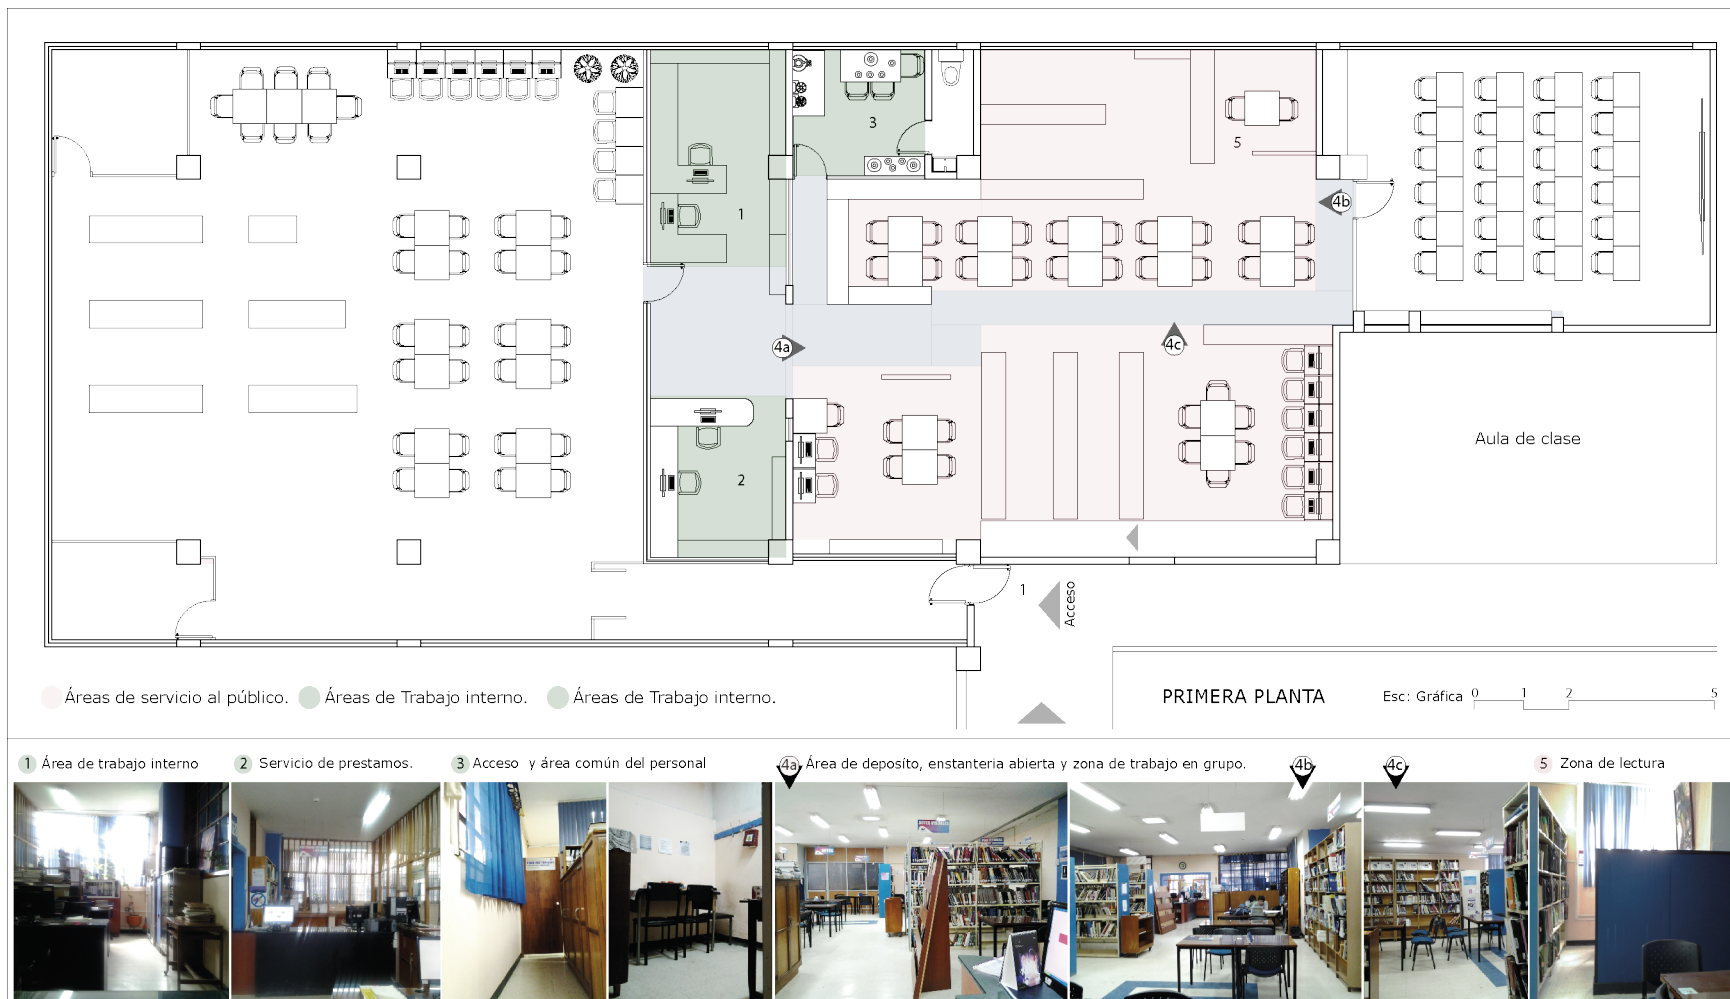 3
5
1
4b
4a
4c
Aula de clase
2
1
Acceso
Áreas de servicio al público.
Áreas de Trabajo interno.
Áreas de Trabajo interno.
PRIMERA PLANTA
Esc: Gráfica
0 1 2 5
1 Área de trabajo interno
2 Servicio de prestamos.
3 Acceso y área común del personal
4a Área de deposíto, enstanteria abierta y zona de trabajo en grupo.
4b
4c
5 Zona de lectura